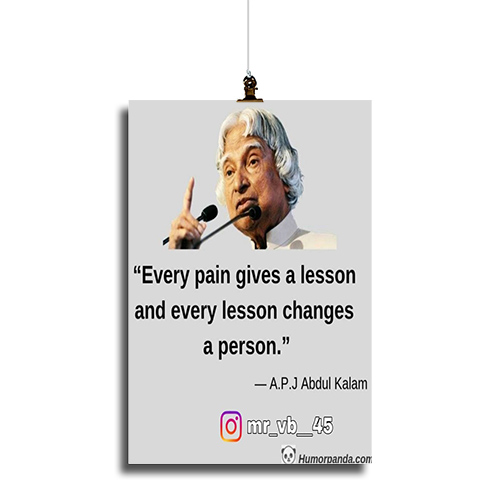 “Every pain gives a lesson
and every lesson changes
a person.”
— A.P.J Abdul Kalam
mr_vb__45
Humorpanda.com